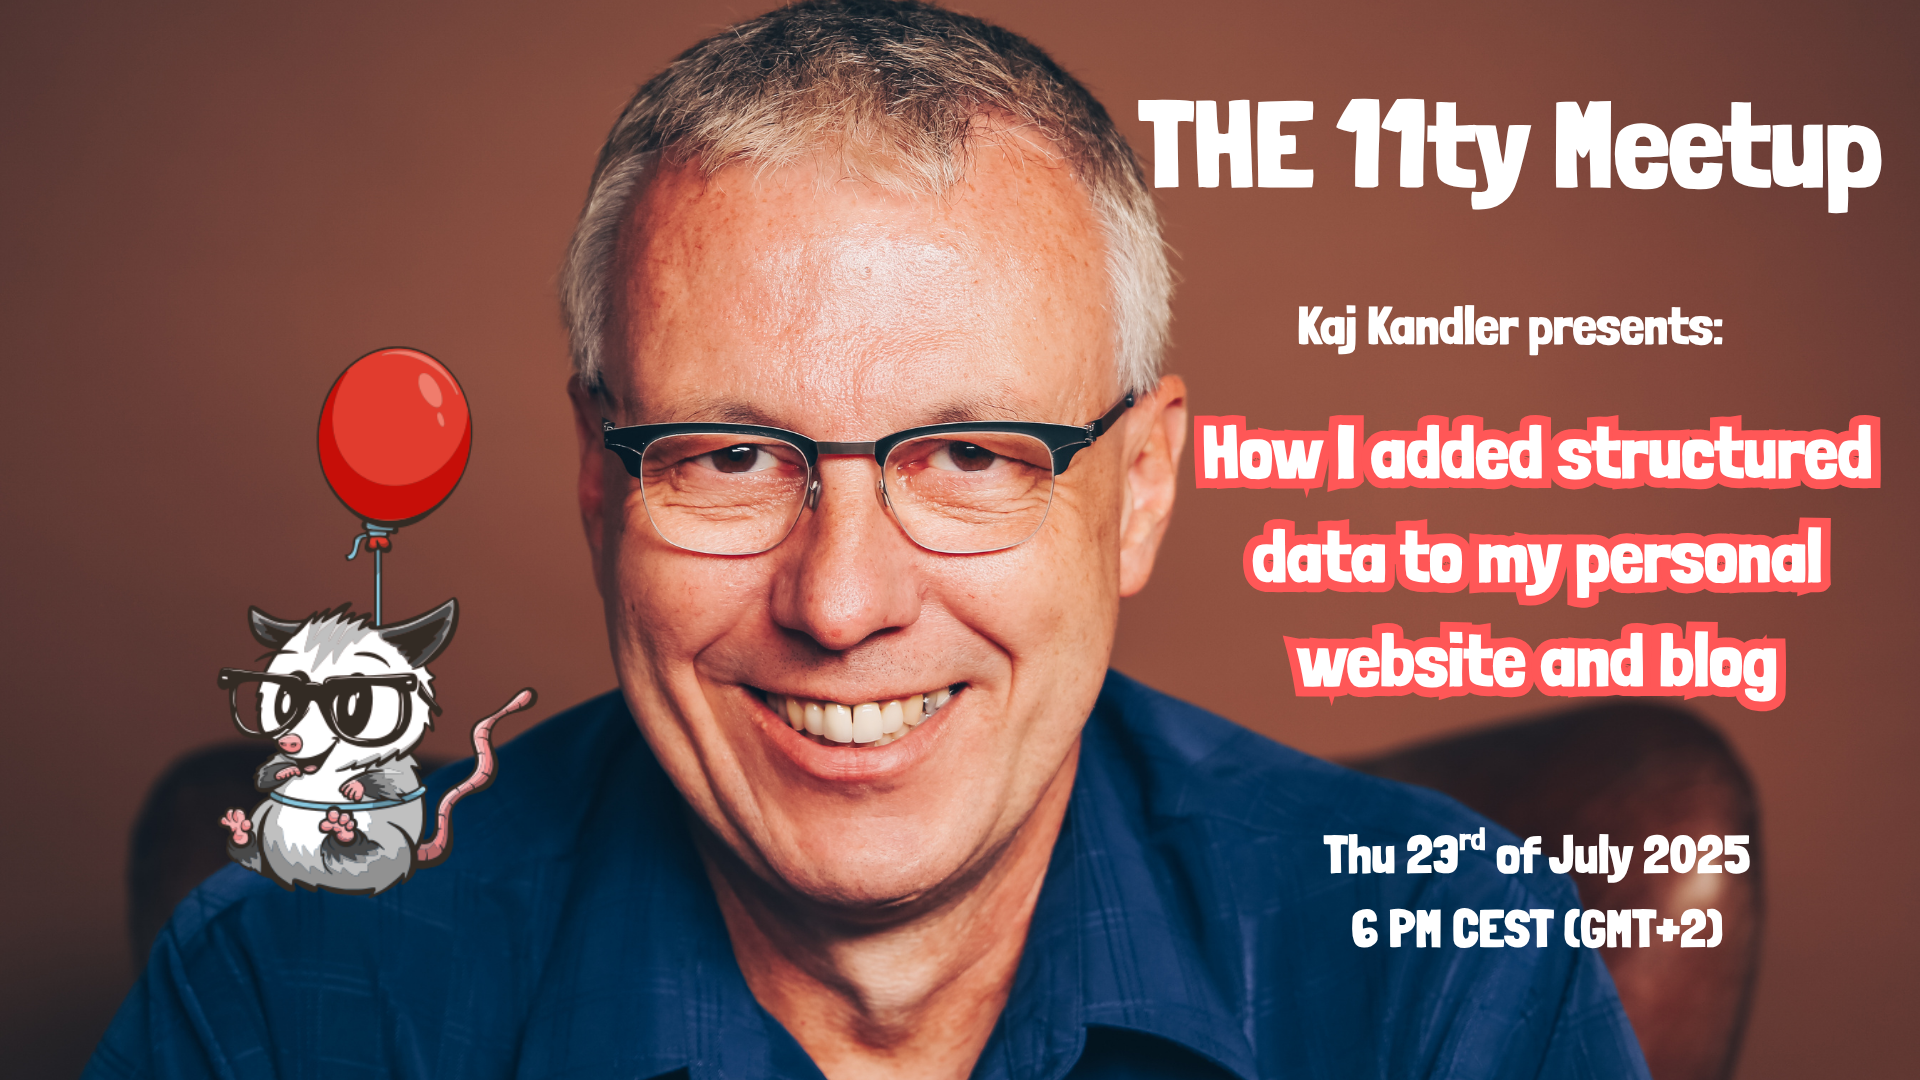 THE 11ty Meetup
Kaj Kandler presents:
How I added structured
data to my personal
website and blog
Thu 23rd of July 2025
6 PM CEST (GMT+2)